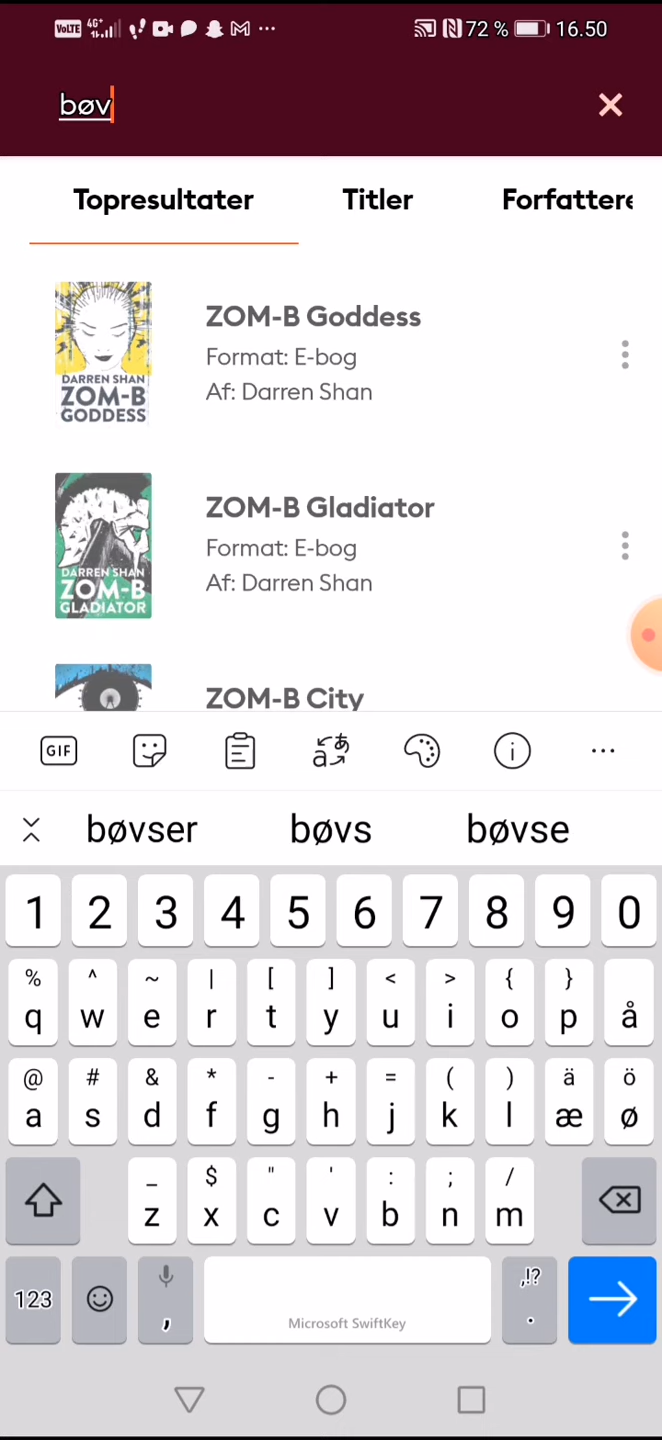 VoLTE 4G+ 72 % 16.50
bøv
Topresultater Titler Forfattere
DARREN SHAN
ZOM-B
GODDESS
ZOM-B Goddess
Format: E-bog
Af: Darren Shan
DARREN SHAN
ZOM-B
GLADIATOR
ZOM-B Gladiator
Format: E-bog
Af: Darren Shan
ZOM-B City
GIF
bøvser bøvs bøvse
1 2 3 4 5 6 7 8 9 0
% ^ ~ | [ ] < > { }
q w e r t y u i o p å
@ # & * - + = ( ) ä ö
a s d f g h j k l æ ø
_ $ " ' : ; /
z x c v b n m
,!?
123 , Microsoft SwiftKey .